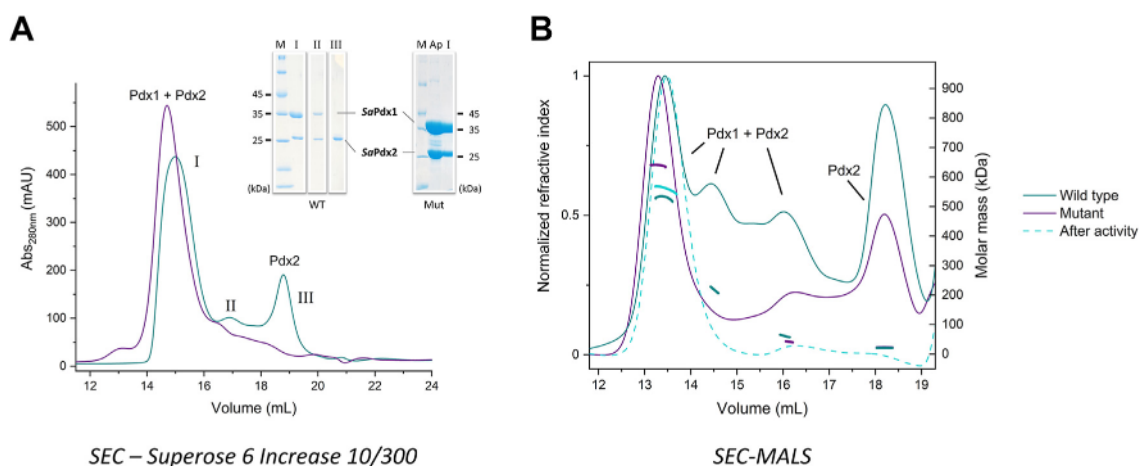 A
B
M I II III
M Ap I
45
35
25
(kDa)
WT
SaPdx1
SaPdx2
45
35
25
(kDa)
Mut
Pdx1 + Pdx2
I
II
Pdx2
III
500
400
300
200
100
0
Abs280nm (mAU)
12 14 16 18 20 22 24
Volume (mL)
SEC – Superose 6 Increase 10/300
1
0.5
0
Normalized refractive index
Pdx1 + Pdx2
Pdx2
900
800
700
600
500
400
300
200
100
0
Molar mass (kDa)
12 13 14 15 16 17 18 19
Volume (mL)
SEC-MALS
Wild type
Mutant
After activity